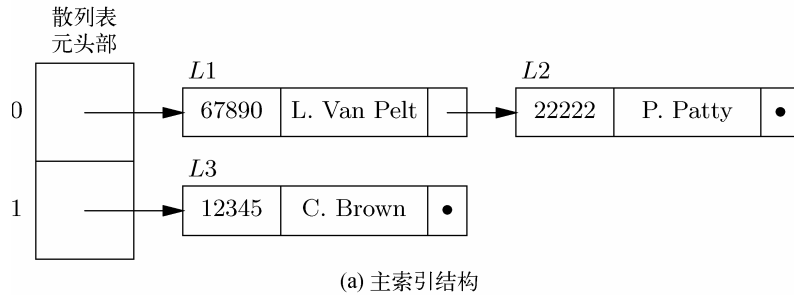 散列表
元头部
L1
L2
0
67890 L. Van Pelt
22222 P. Patty
L3
1
12345 C. Brown
(a) 主索引结构